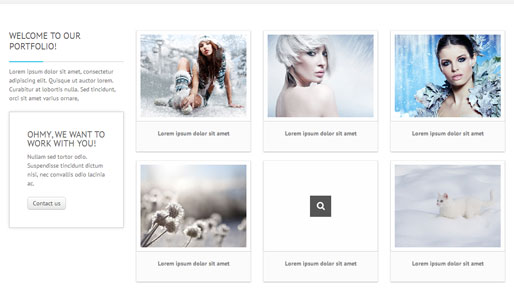 WELCOME TO OUR
PORTFOLIO!
Lorem ipsum dolor sit amet, consectetur
adipiscing elit. Quisque ut auctor lorem.
Curabitur at lobortis nulla. Sed tincidunt,
orci sit amet varius ornare,
OHMY, WE WANT TO
WORK WITH YOU!
Nullam sed tortor odio.
Suspendisse tincidunt dictum
nisi, nec convallis odio lacinia
ac.
Contact us
Lorem ipsum dolor sit amet
Lorem ipsum dolor sit amet
Lorem ipsum dolor sit amet
Lorem ipsum dolor sit amet
Lorem ipsum dolor sit amet
Lorem ipsum dolor sit amet